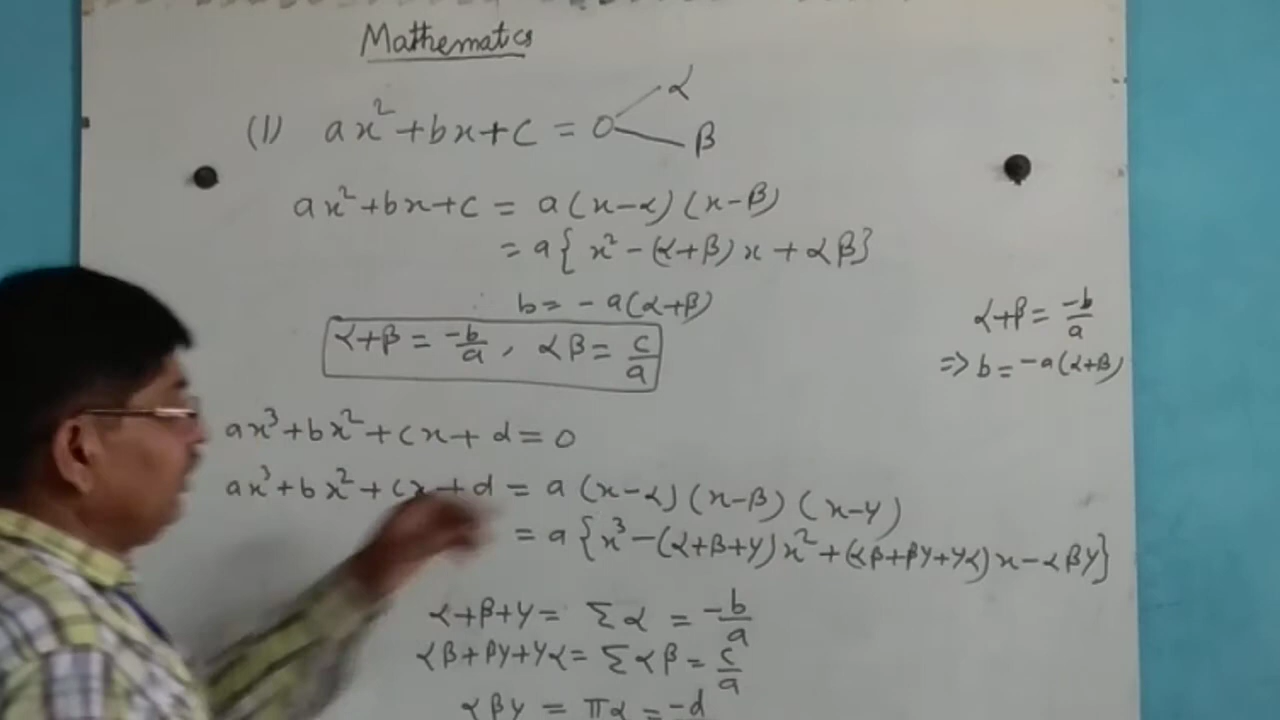 Mathematics
(1) ax²+bx+c = 0 α β
ax²+bx+c = a(x-α)(x-β)
= a{ x² - (α+β)x + αβ}
b = -a(α+β)
α+β = -b/a , αβ = c/a
α+β = -b/a
=> b = -a(α+β)
ax³+bx²+cx+d=0
ax³+bx²+cx+d = a(x-α)(x-β)(x-γ)
= a{x³-(α+β+γ)x²+(αβ+βγ+γα)x-αβγ}
α+β+γ = Σα = -b/a
αβ+βγ+γα = Σαβ = c/a
αβγ = πα = -d